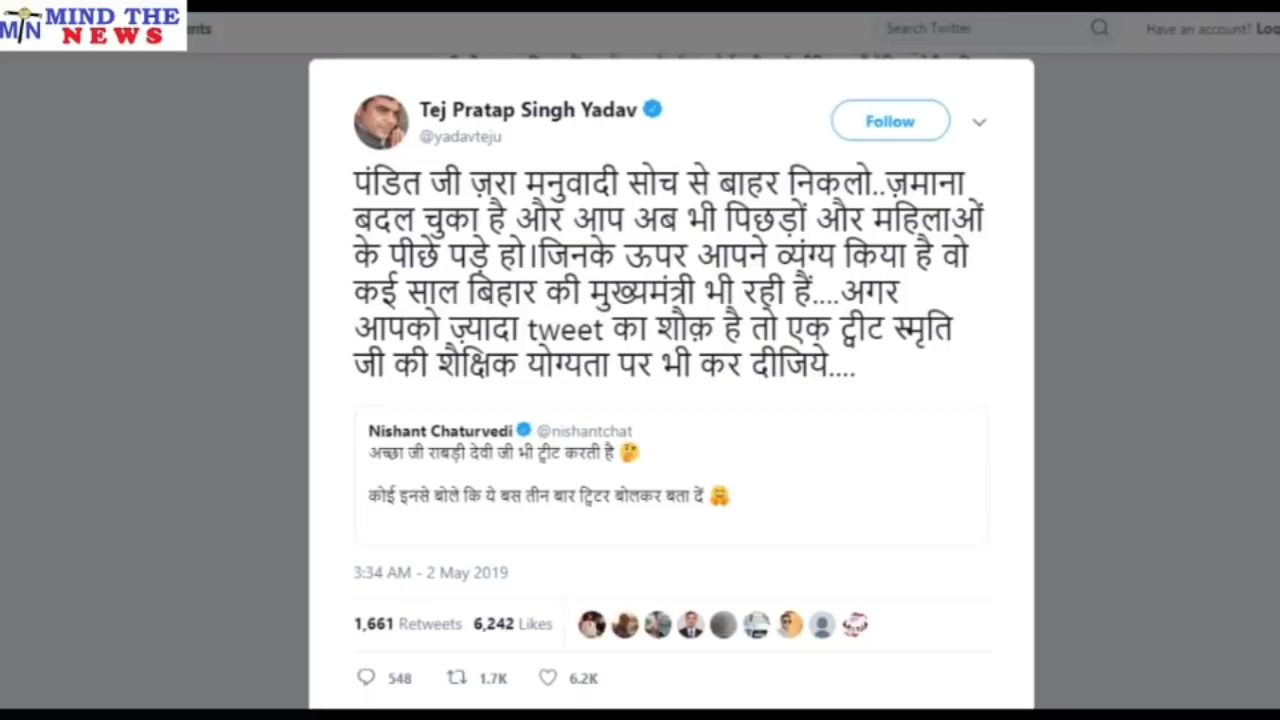 MIND THE
MTN NEWS
nts
Search Twitter
Have an account? Loo
Tej Pratap Singh Yadav
@yadavteju
Follow
पंडित जी ज़रा मनुवादी सोच से बाहर निकलो..ज़माना
बदल चुका है और आप अब भी पिछड़ों और महिलाओं
के पीछे पड़े हो।जिनके ऊपर आपने व्यंग्य किया है वो
कई साल बिहार की मुख्यमंत्री भी रही हैं....अगर
आपको ज़्यादा tweet का शौक़ है तो एक ट्वीट स्मृति
जी की शैक्षिक योग्यता पर भी कर दीजिये....
Nishant Chaturvedi @nishantchat
अच्छा जी राबड़ी देवी जी भी ट्वीट करती है 🤔
कोई इनसे बोले कि ये बस तीन बार ट्विटर बोलकर बता दें 🤗
3:34 AM - 2 May 2019
1,661 Retweets 6,242 Likes
548 1.7K 6.2K